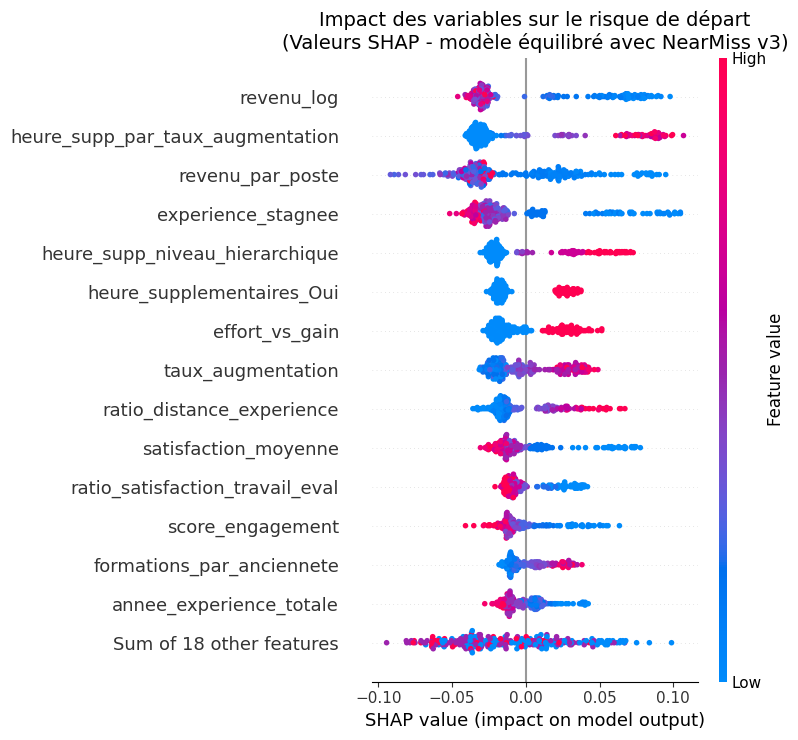 Impact des variables sur le risque de départ
(Valeurs SHAP - modèle équilibré avec NearMiss v3)
High
revenu_log
heure_supp_par_taux_augmentation
revenu_par_poste
experience_stagnee
heure_supp_niveau_hierarchique
heure_supplementaires_Oui
effort_vs_gain
taux_augmentation
ratio_distance_experience
satisfaction_moyenne
ratio_satisfaction_travail_eval
score_engagement
formations_par_anciennete
annee_experience_totale
Sum of 18 other features
Feature value
Low
−0.10 −0.05 0.00 0.05 0.10
SHAP value (impact on model output)